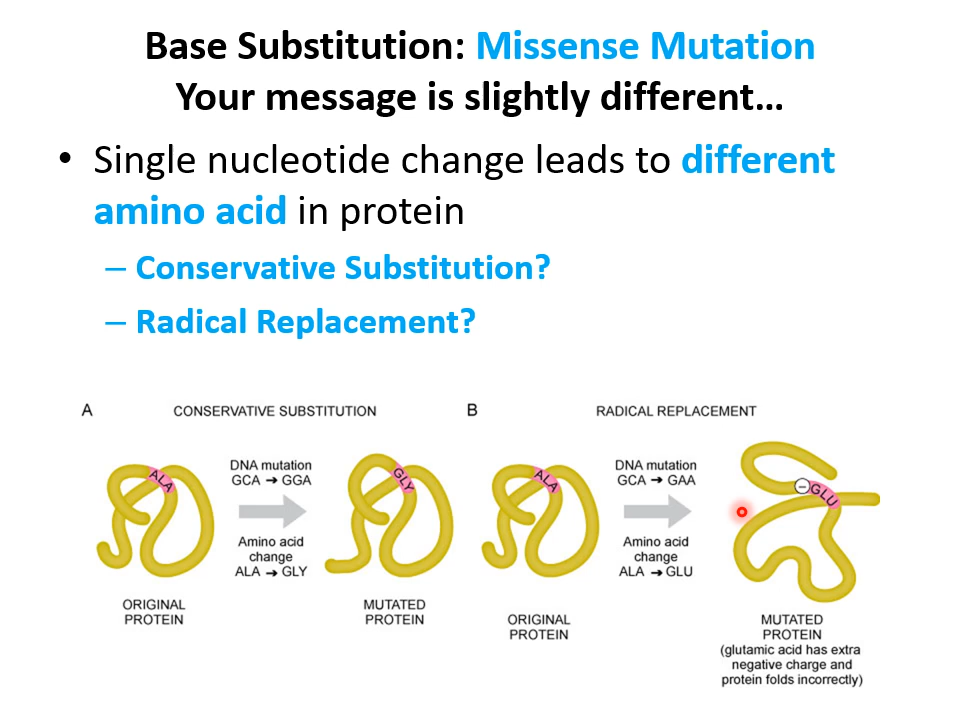 Base Substitution: Missense Mutation
Your message is slightly different…
• Single nucleotide change leads to different
amino acid in protein
– Conservative Substitution?
– Radical Replacement?
A CONSERVATIVE SUBSTITUTION
ALA
DNA mutation
GCA → GGA
Amino acid
change
ALA → GLY
GLY
ORIGINAL
PROTEIN
MUTATED
PROTEIN
B RADICAL REPLACEMENT
ALA
DNA mutation
GCA → GAA
Amino acid
change
ALA → GLU
− GLU
ORIGINAL
PROTEIN
MUTATED
PROTEIN
(glutamic acid has extra
negative charge and
protein folds incorrectly)